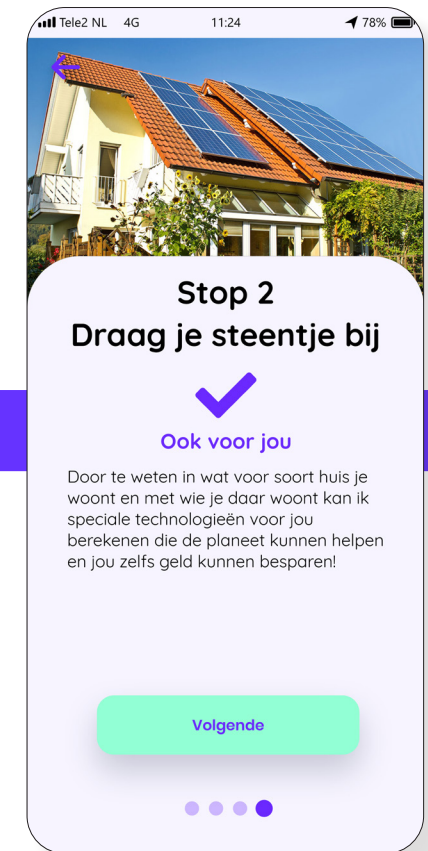 Tele2 NL 4G 11:24 78%
Stop 2
Draag je steentje bij
Ook voor jou
Door te weten in wat voor soort huis je
woont en met wie je daar woont kan ik
speciale technologieën voor jou
berekenen die de planeet kunnen helpen
en jou zelfs geld kunnen besparen!
Volgende